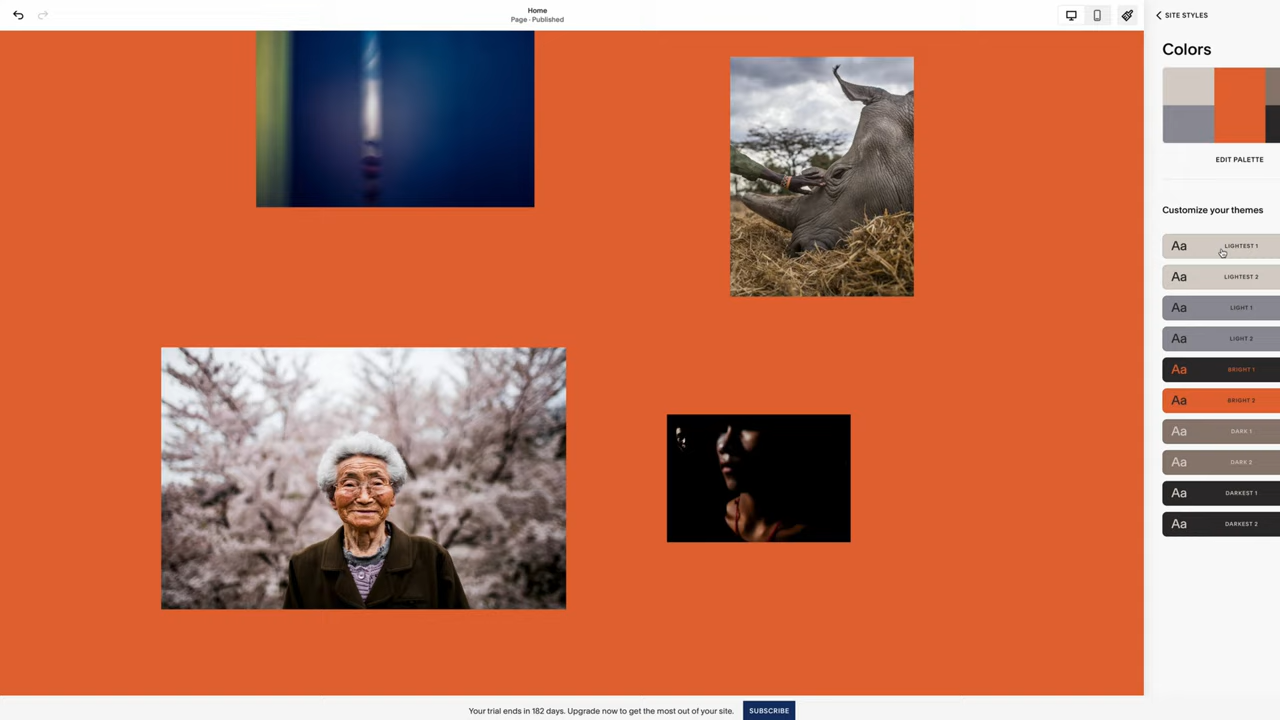 Home
Page · Published
SITE STYLES
Colors
EDIT PALETTE
Customize your themes
Aa LIGHTEST 1
Aa LIGHTEST 2
Aa LIGHT 1
Aa LIGHT 2
Aa BRIGHT 1
Aa BRIGHT 2
Aa DARK 1
Aa DARK 2
Aa DARKEST 1
Aa DARKEST 2
Your trial ends in 182 days. Upgrade now to get the most out of your site. SUBSCRIBE